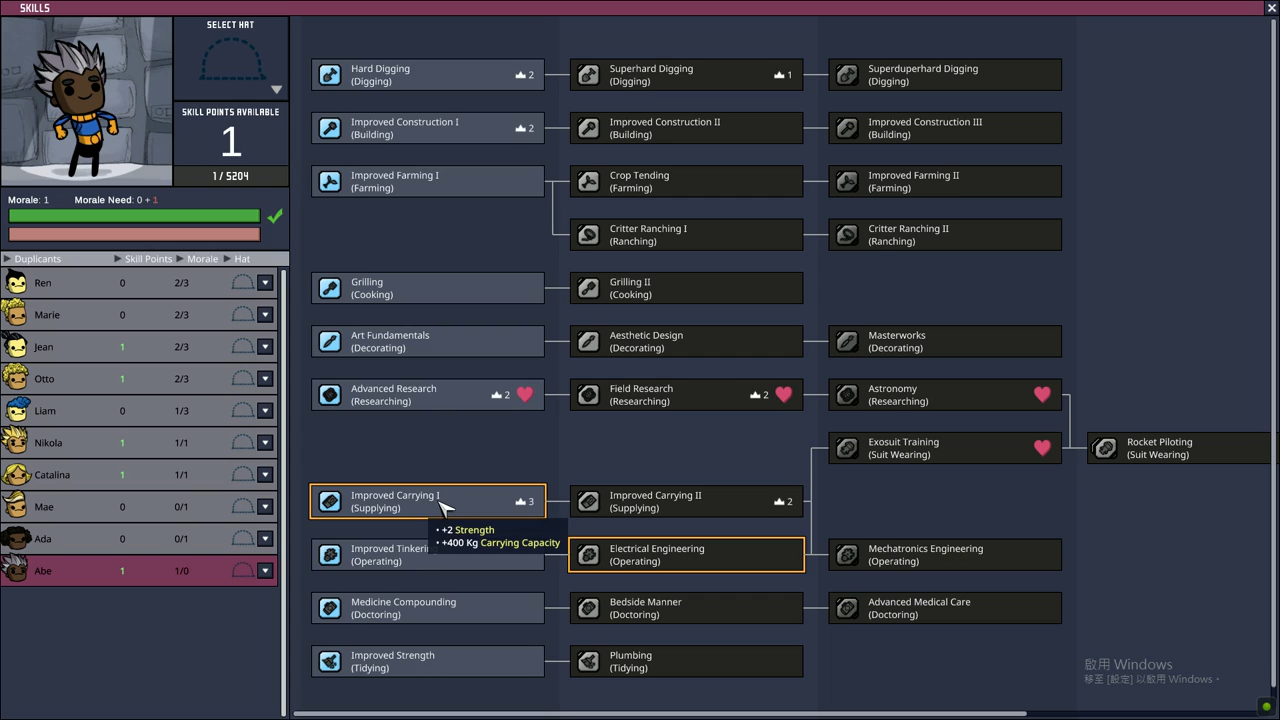 SKILLS
SELECT HAT
SKILL POINTS AVAILABLE
1
1 / 5204
Morale: 1 Morale Need: 0 + 1
Duplicants Skill Points Morale Hat
Ren 0 2/3
Marie 0 2/3
Jean 1 2/3
Otto 1 2/3
Liam 0 1/3
Nikola 1 1/1
Catalina 1 1/1
Mae 0 0/1
Ada 0 0/1
Abe 1 1/0
Hard Digging
(Digging)
2
Superhard Digging
(Digging)
1
Superduperhard Digging
(Digging)
Improved Construction I
(Building)
2
Improved Construction II
(Building)
Improved Construction III
(Building)
Improved Farming I
(Farming)
Crop Tending
(Farming)
Improved Farming II
(Farming)
Critter Ranching I
(Ranching)
Critter Ranching II
(Ranching)
Grilling
(Cooking)
Grilling II
(Cooking)
Art Fundamentals
(Decorating)
Aesthetic Design
(Decorating)
Masterworks
(Decorating)
Advanced Research
(Researching)
2
Field Research
(Researching)
2
Astronomy
(Researching)
Exosuit Training
(Suit Wearing)
Rocket Piloting
(Suit Wearing)
Improved Carrying I
(Supplying)
3
Improved Carrying II
(Supplying)
2
• +2 Strength
• +400 Kg Carrying Capacity
Improved
(Operating)
Electrical Engineering
(Operating)
Mechatronics Engineering
(Operating)
Medicine Compounding
(Doctoring)
Bedside Manner
(Doctoring)
Advanced Medical Care
(Doctoring)
Improved Strength
(Tidying)
Plumbing
(Tidying)
啟用 Windows
移至 [設定] 以啟用 Windows。